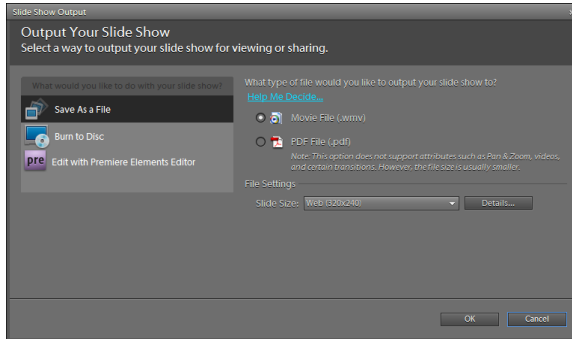 Slide Show Output
Output Your Slide Show
Select a way to output your slide show for viewing or sharing.
What would you like to do with your slide show?
Save As a File
Burn to Disc
pre Edit with Premiere Elements Editor
What type of file would you like to output your slide show to?
Help Me Decide...
Movie File (.wmv)
PDF File (.pdf)
Note: This option does not support attributes such as Pan & Zoom, videos,
and certain transitions. However, the file size is usually smaller.
File Settings
Slide Size: Web (320x240) Details...
OK Cancel